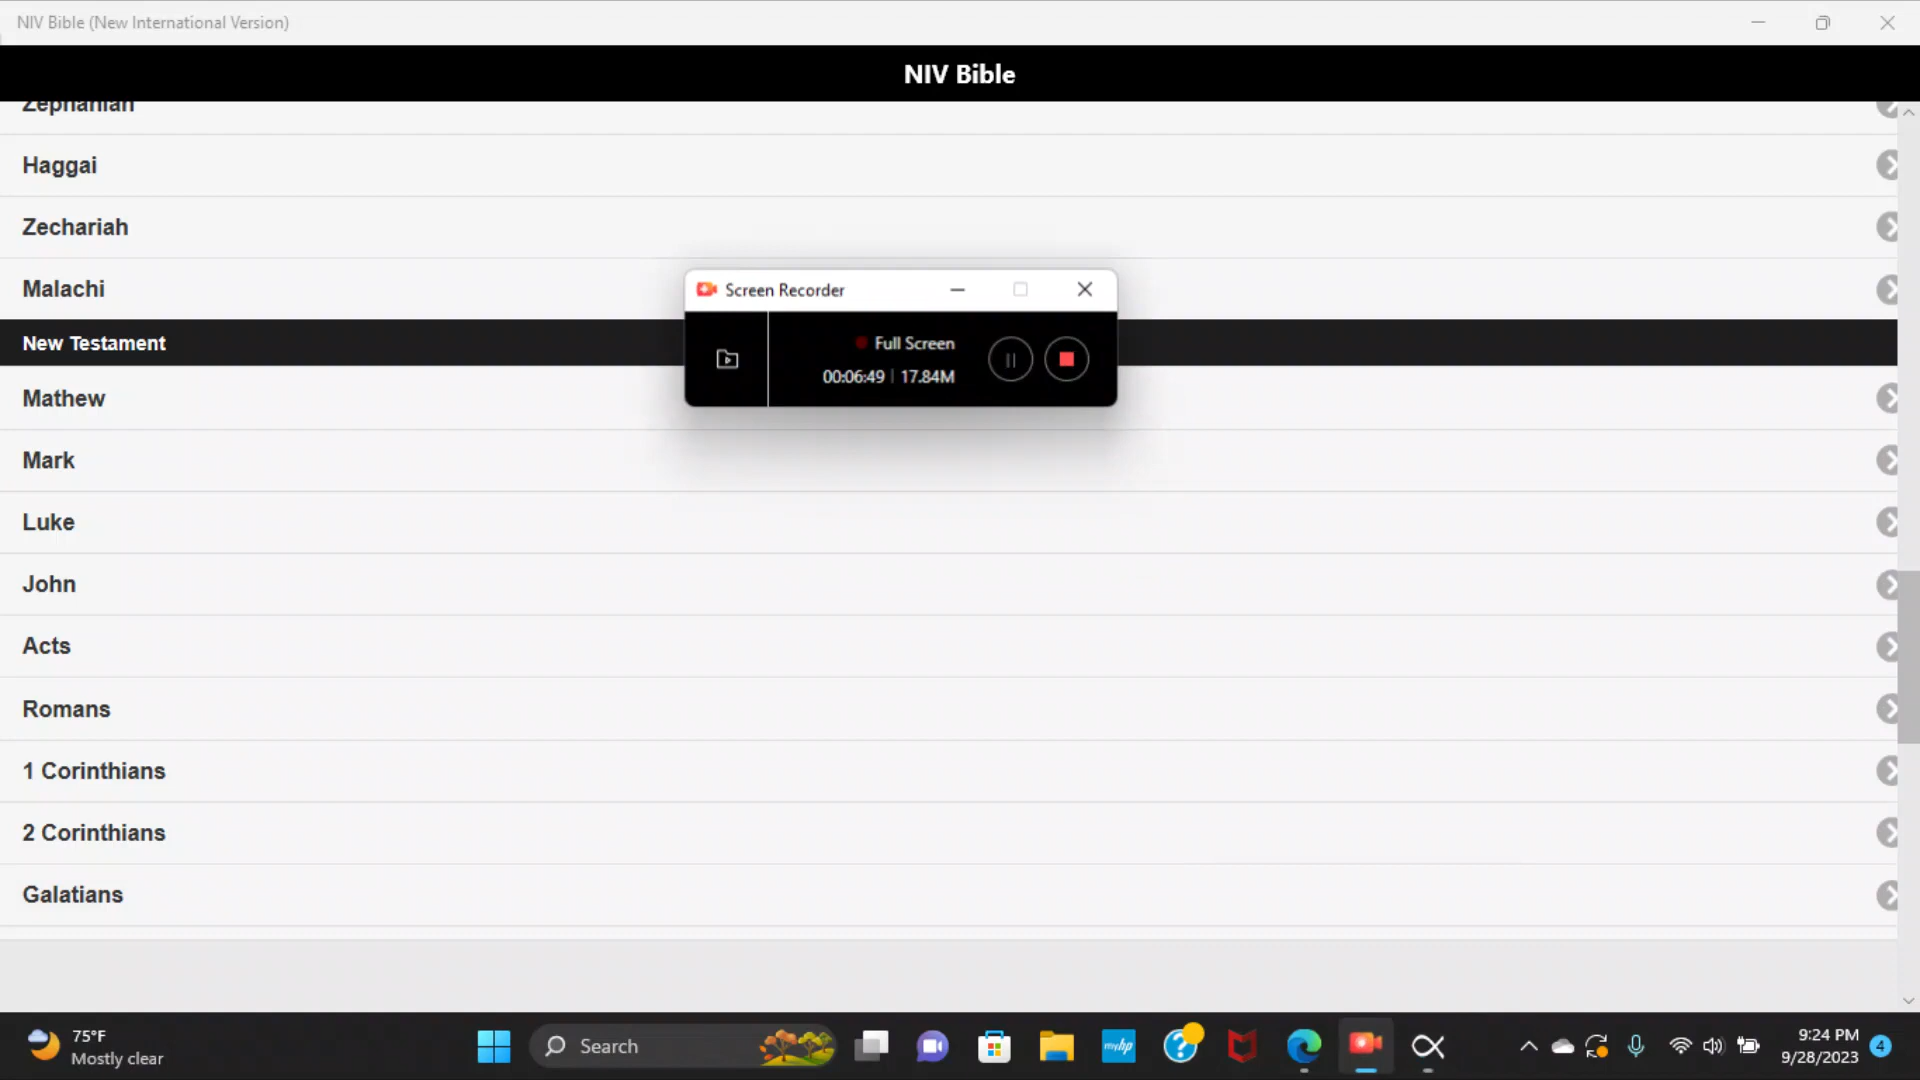 NIV Bible (New International Version)
NIV Bible
Zephaniah
Haggai
Zechariah
Malachi
Screen Recorder
Full Screen
00:06:49 | 17.84M
New Testament
Mathew
Mark
Luke
John
Acts
Romans
1 Corinthians
2 Corinthians
Galatians
75°F
Mostly clear
Search
myhp
?
9:24 PM
9/28/2023
4